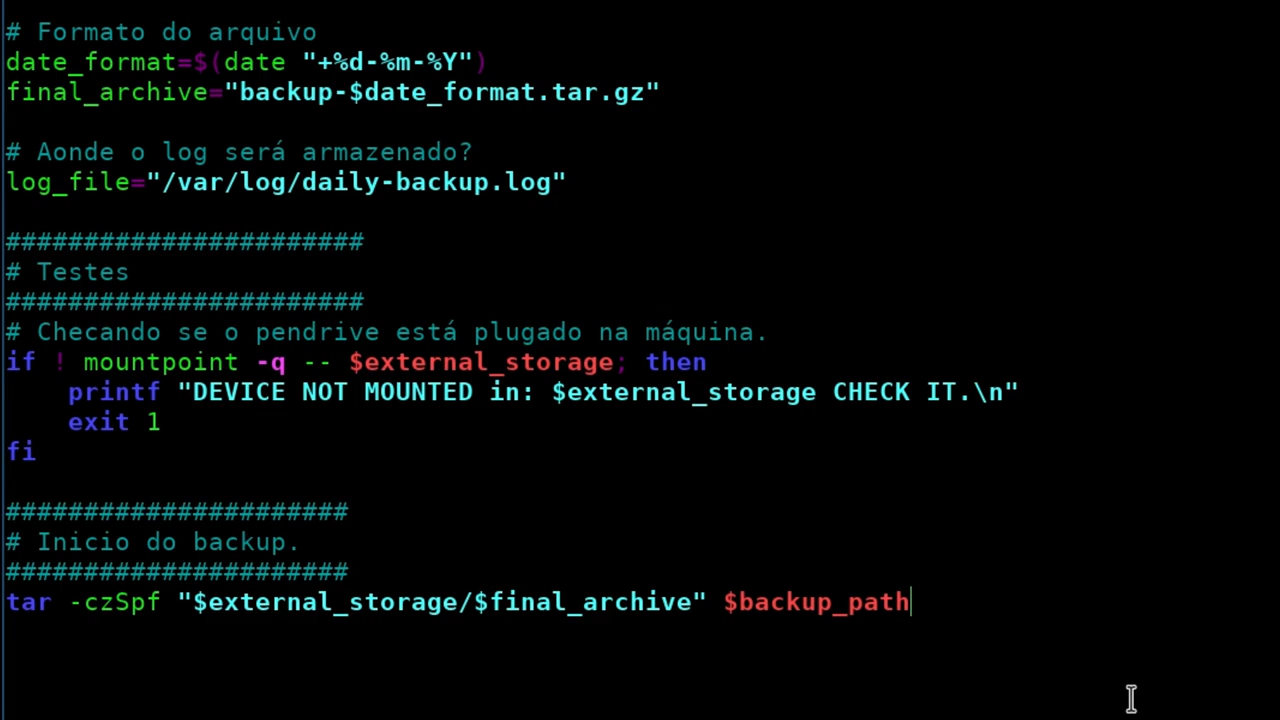 # Formato do arquivo
date_format=$(date "+%d-%m-%Y")
final_archive="backup-$date_format.tar.gz"
# Aonde o log será armazenado?
log_file="/var/log/daily-backup.log"
#######################
# Testes
#######################
# Checando se o pendrive está plugado na máquina.
if ! mountpoint -q -- $external_storage; then
    printf "DEVICE NOT MOUNTED in: $external_storage CHECK IT.\n"
    exit 1
fi
######################
# Inicio do backup.
######################
tar -czSpf "$external_storage/$final_archive" $backup_path